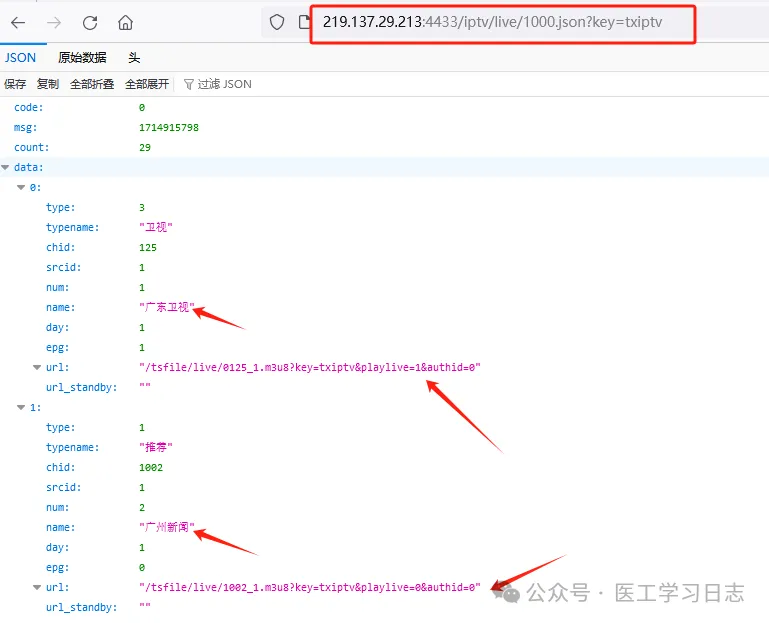 219.137.29.213:4433/iptv/live/1000.json?key=txiptv
JSON 原始数据 头
保存 复制 全部折叠 全部展开 过滤 JSON
code: 0
msg: 1714915798
count: 29
data:
0:
type: 3
typename: "卫视"
chid: 125
srcid: 1
num: 1
name: "广东卫视"
day: 1
epg: 1
url: "/tsfile/live/0125_1.m3u8?key=txiptv&playlive=1&authid=0"
url_standby: ""
1:
type: 1
typename: "推荐"
chid: 1002
srcid: 1
num: 2
name: "广州新闻"
day: 1
epg: 0
url: "/tsfile/live/1002_1.m3u8?key=txiptv&playlive=0&authid=0"
url_standby: ""
公众号 · 医工学习日志